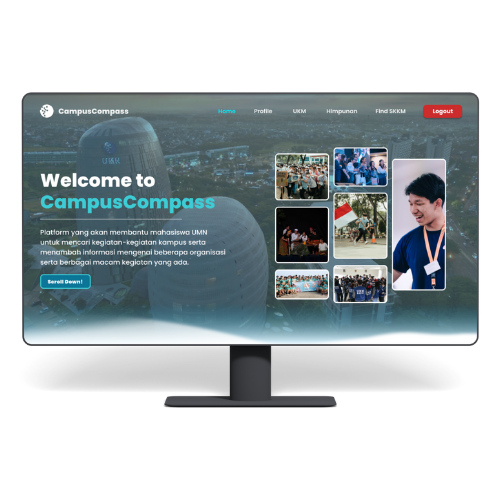 CampusCompass
Home Profile UKM Himpunan Find SKKM Logout
UMN
Welcome to
CampusCompass
Platform yang akan membantu mahasiswa UMN
untuk mencari kegiatan-kegiatan kampus serta
menambah informasi mengenai beberapa organisasi
serta berbagai macam kegiatan yang ada.
Scroll Down!